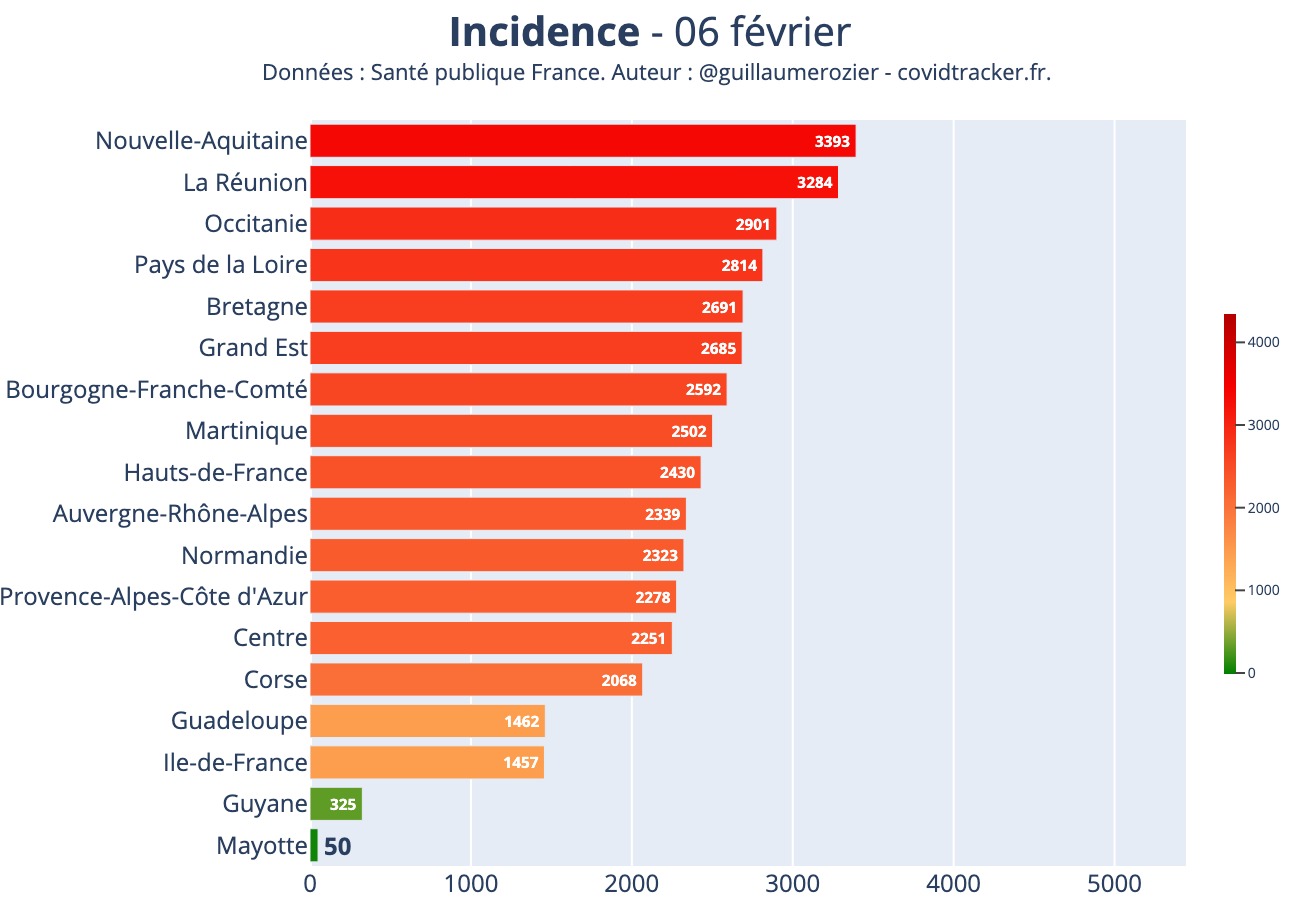 Incidence - 06 février
Données : Santé publique France. Auteur : @guillaumerozier - covidtracker.fr.
Nouvelle-Aquitaine 3393
La Réunion 3284
Occitanie 2901
Pays de la Loire 2814
Bretagne 2691
Grand Est 2685
Bourgogne-Franche-Comté 2592
Martinique 2502
Hauts-de-France 2430
Auvergne-Rhône-Alpes 2339
Normandie 2323
Provence-Alpes-Côte d'Azur 2278
Centre 2251
Corse 2068
Guadeloupe 1462
Ile-de-France 1457
Guyane 325
Mayotte 50
0 1000 2000 3000 4000 5000
4000
3000
2000
1000
0